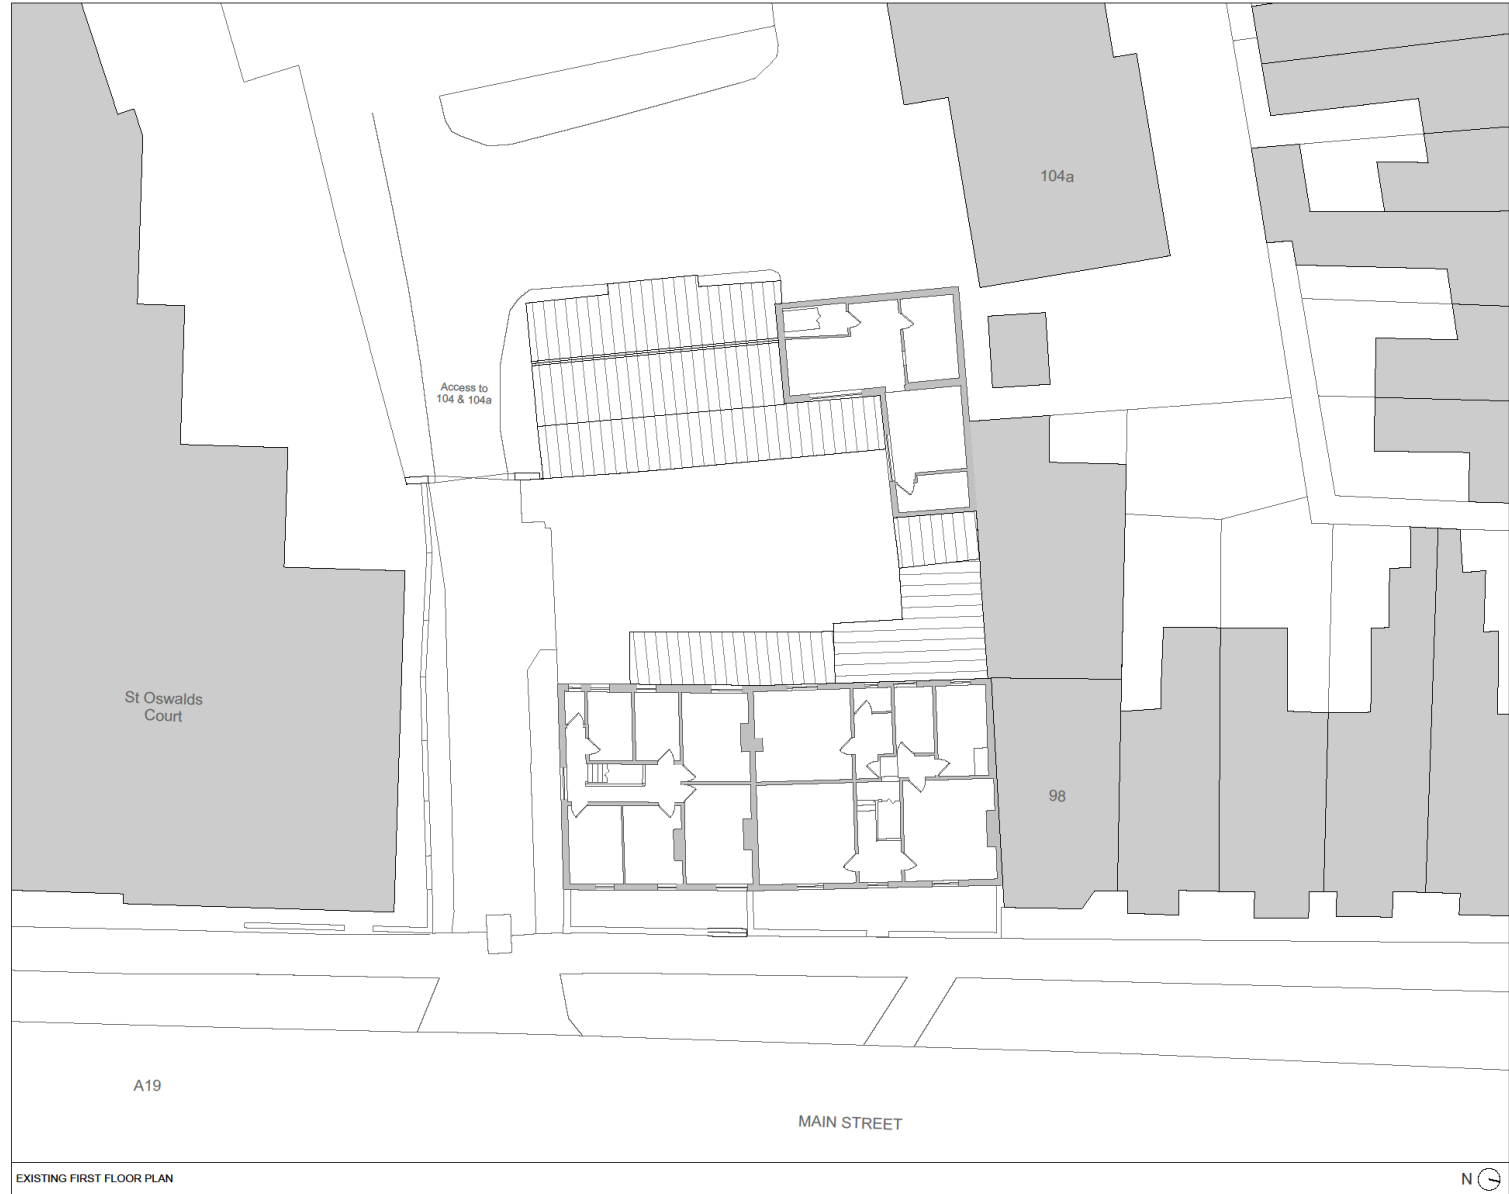 104a
Access to
104 & 104a
St Oswalds
Court
98
A19
MAIN STREET
EXISTING FIRST FLOOR PLAN
N